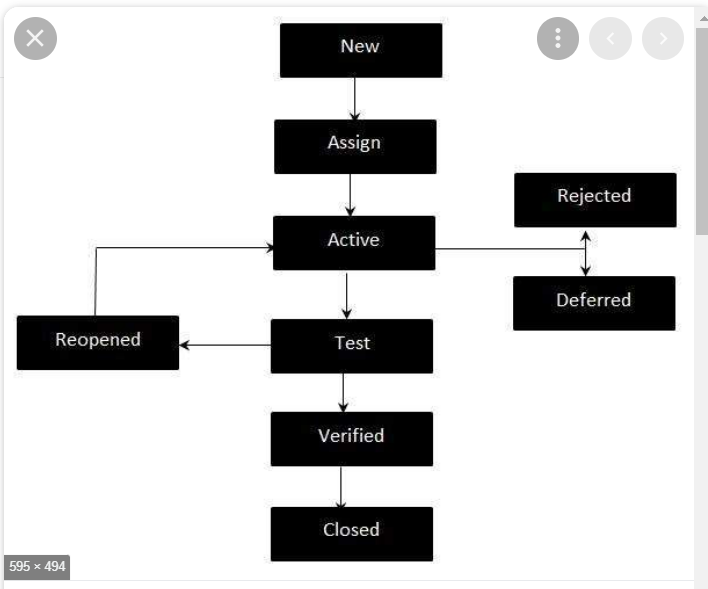 New
Assign
Rejected
Active
Deferred
Reopened
Test
Verified
Closed
595 × 494